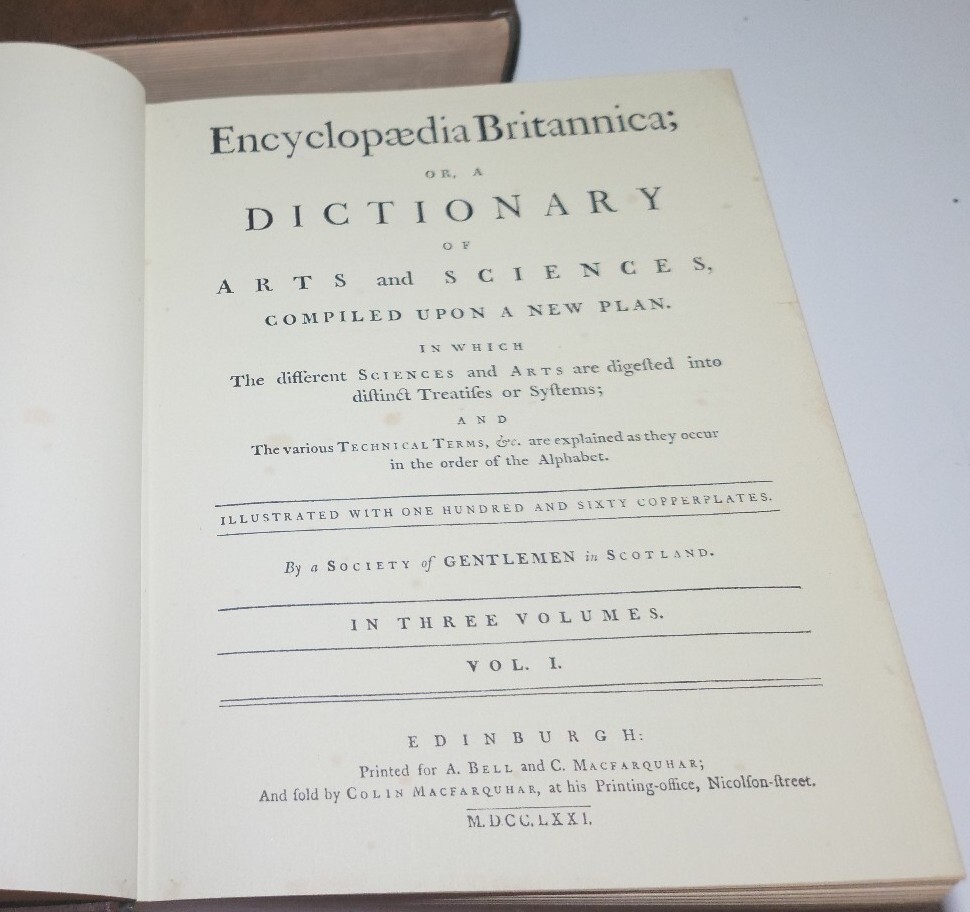 Encyclopædia Britannica;
OR, A
DICTIONARY
OF
ARTS and SCIENCES,
COMPILED UPON A NEW PLAN.
IN WHICH
The different SCIENCES and ARTS are digeſted into
diſtinct Treatiſes or Syſtems;
AND
The various TECHNICAL TERMS, &c. are explained as they occur
in the order of the Alphabet.
ILLUSTRATED WITH ONE HUNDRED AND SIXTY COPPERPLATES.
By a SOCIETY of GENTLEMEN in SCOTLAND.
IN THREE VOLUMES.
VOL. I.
EDINBURGH:
Printed for A. BELL and C. MACFARQUHAR;
And ſold by COLIN MACFARQUHAR, at his Printing-office, Nicolſon-ſtreet.
M.DCC.LXXI.